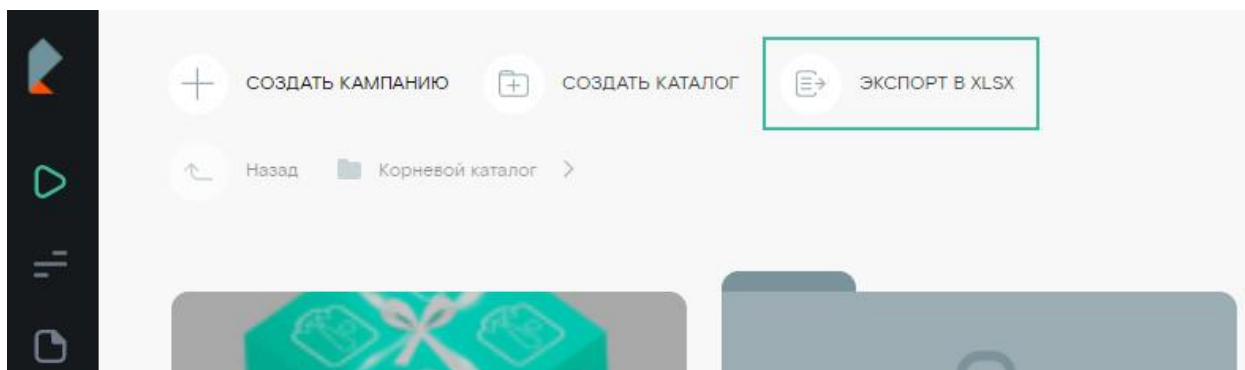 СОЗДАТЬ КАМПАНИЮ СОЗДАТЬ КАТАЛОГ ЭКСПОРТ В XLSX
Назад Корневой каталог